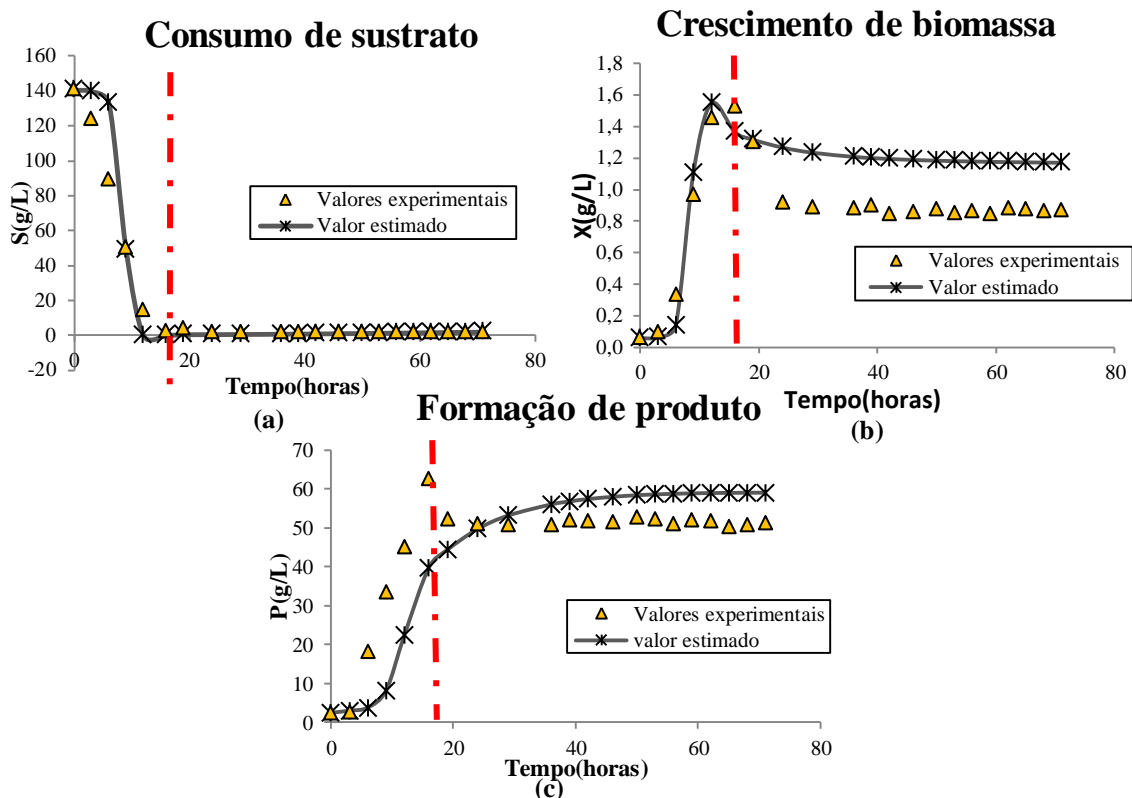 Consumo de sustrato
160
140
120
100
80
60
40
20
0
-20
S(g/L)
0
20
40
60
80
Tempo(horas)
Valores experimentais
Valor estimado
(a)
Crescimento de biomassa
1,8
1,6
1,4
1,2
1,0
0,8
0,6
0,4
0,2
0,0
X(g/L)
0
20
40
60
80
Tempo(horas)
Valores experimentais
Valor estimado
(b)
Formação de produto
70
60
50
40
30
20
10
0
P(g/L)
0
20
40
60
80
Tempo(horas)
Valores experimentais
valor estimado
(c)